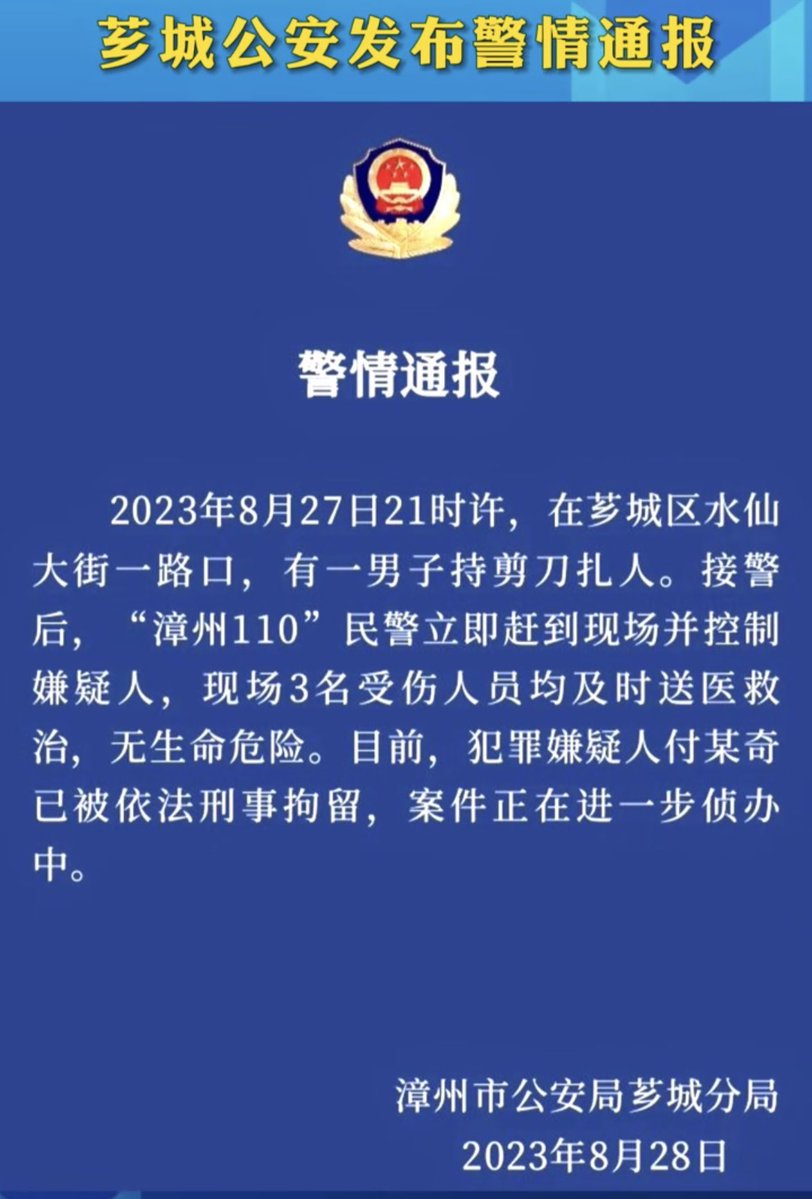 芗城公安发布警情通报
警情通报
2023年8月27日21时许，在芗城区水仙
大街一路口，有一男子持剪刀扎人。接警
后，“漳州110”民警立即赶到现场并控制
嫌疑人，现场3名受伤人员均及时送医救
治，无生命危险。目前，犯罪嫌疑人付某奇
已被依法刑事拘留，案件正在进一步侦办
中。
漳州市公安局芗城分局
2023年8月28日